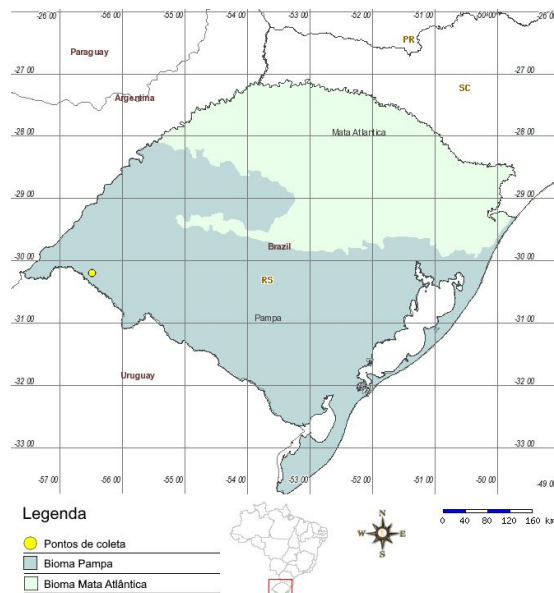 -26 00 -55.00 -54 00 -53.00 -52 00 -51.00 -26 00
PR
Paraguay
-27.00 -27.00
SC
Argentina
-28 00 Mata Atlantica -28 00
-29 00 -29 00
Brazil
-30 00 -30 00
RS
-31.00 Pampa -31 00
-32 00 Uruguay -32 00
-33.00 -33 00
-57 00 -56 00 -55 00 -54 00 -53 00 -52 00 -51 00 -50 00 -49 00
Legenda
Pontos de coleta
Bioma Pampa
Bioma Mata Atlântica
N
W E
S
0 40 80 120 160 km